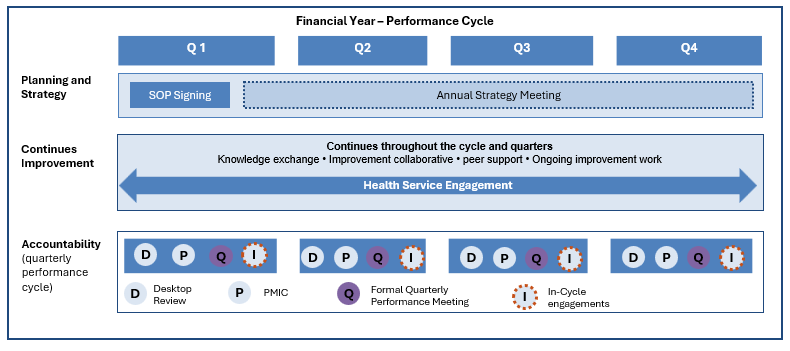 Financial Year – Performance Cycle
Q 1
Q2
Q3
Q4
Planning and
Strategy
SOP Signing
Annual Strategy Meeting
Continues
Improvement
Continues throughout the cycle and quarters
Knowledge exchange • Improvement collaborative • peer support • Ongoing improvement work
Health Service Engagement
Accountability
(quarterly
performance
cycle)
D P Q I
D P Q I
D P Q I
D P Q I
D
Desktop
Review
P
PMIC
Q
Formal Quarterly
Performance Meeting
I
In-Cycle
engagements